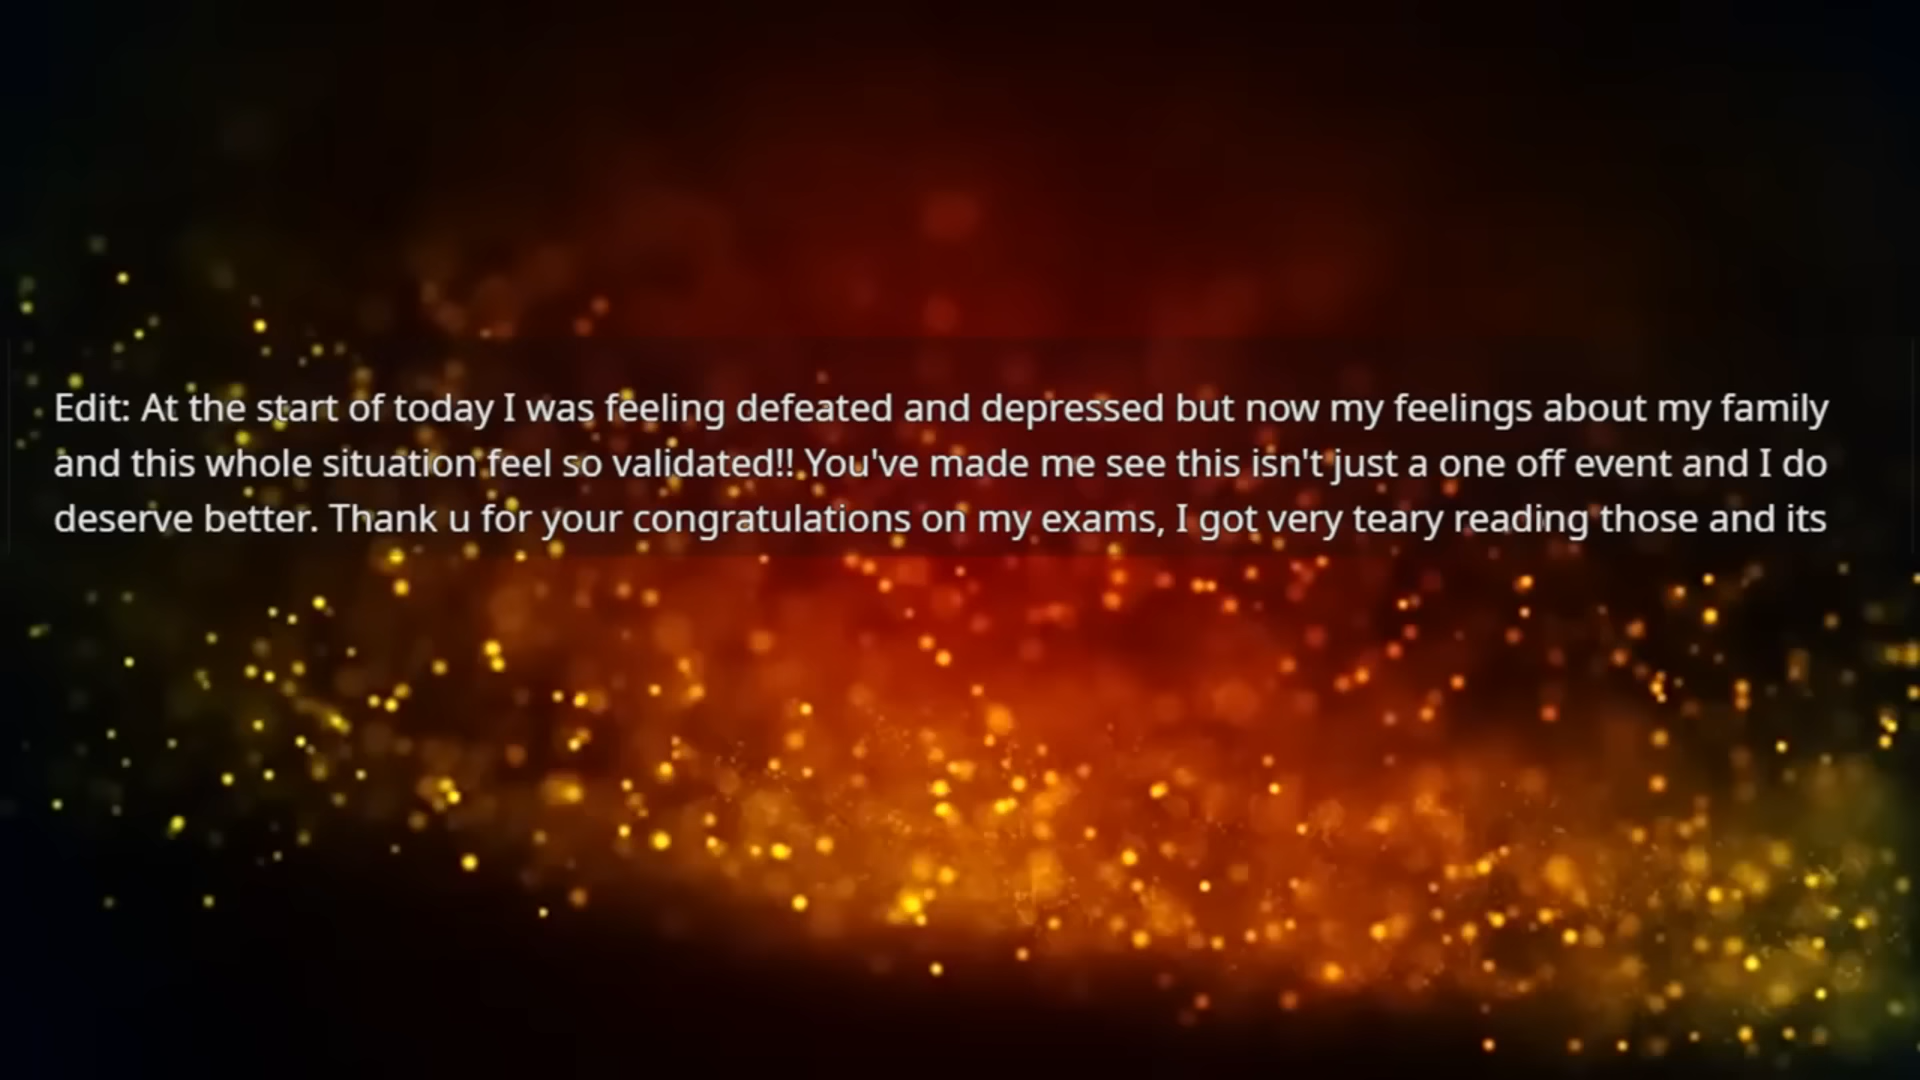 Edit: At the start of today I was feeling defeated and depressed but now my feelings about my family
and this whole situation feel so validated!! You've made me see this isn't just a one off event and I do
deserve better. Thank u for your congratulations on my exams, I got very teary reading those and its